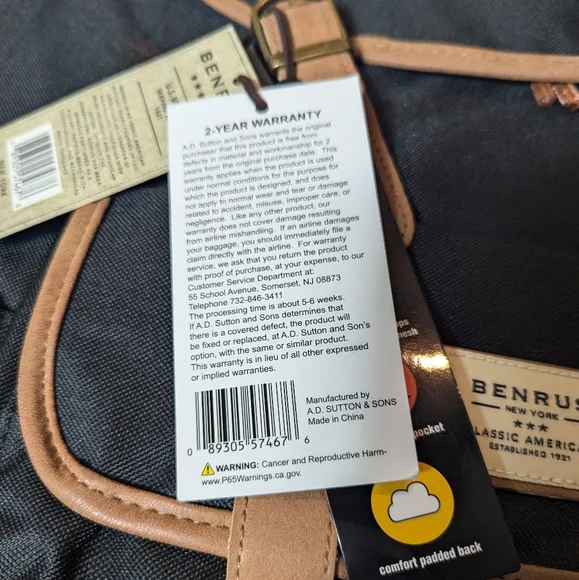 BENRUS
U.S.A
NEW YORK
2-YEAR WARRANTY
A.D. Sutton and Sons warrants the original
purchaser that this product is free from
defects in material and workmanship for 2
years from the original purchase date. This
warranty applies when the product is used
under normal conditions for the purpose for
which the product is designed, and does
not apply to normal wear and tear or damage
related to accident, misuse, improper care, or
negligence. Like any other product, our
warranty does not cover damage resulting
from airline mishandling. If an airline damages
your baggage, you should immediately file a
claim directly with the airline. For warranty
service, we ask that you return the product
with proof of purchase, at your expense, to our
Customer Service Department at:
55 School Avenue, Somerset, NJ 08873
Telephone 732-846-3411
The processing time is about 5-6 weeks.
If A.D. Sutton and Sons determines that
there is a covered defect, the product will
be fixed or replaced, at A.D. Sutton and Son's
option, with the same or similar product.
This warranty is in lieu of all other expressed
or implied warranties.
0 89305 57467 6
Manufactured by
A.D. SUTTON & SONS
Made in China
WARNING: Cancer and Reproductive Harm-
www.P65Warnings.ca.gov.
pocket
comfort padded back
BENRUS
NEW YORK
CLASSIC AMERICA
ESTABLISHED 1921